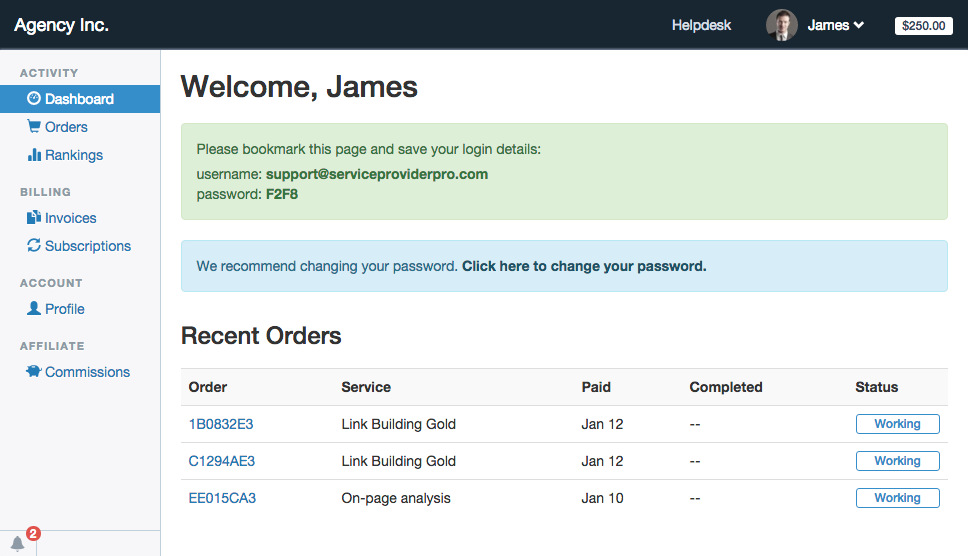 Agency Inc.
Helpdesk
James
$250.00
ACTIVITY
Dashboard
Orders
Rankings
BILLING
Invoices
Subscriptions
ACCOUNT
Profile
AFFILIATE
Commissions
2
Welcome, James
Please bookmark this page and save your login details:
username: support@serviceproviderpro.com
password: F2F8
We recommend changing your password. Click here to change your password.
Recent Orders
Order Service Paid Completed Status
1B0832E3 Link Building Gold Jan 12 -- Working
C1294AE3 Link Building Gold Jan 12 -- Working
EE015CA3 On-page analysis Jan 10 -- Working